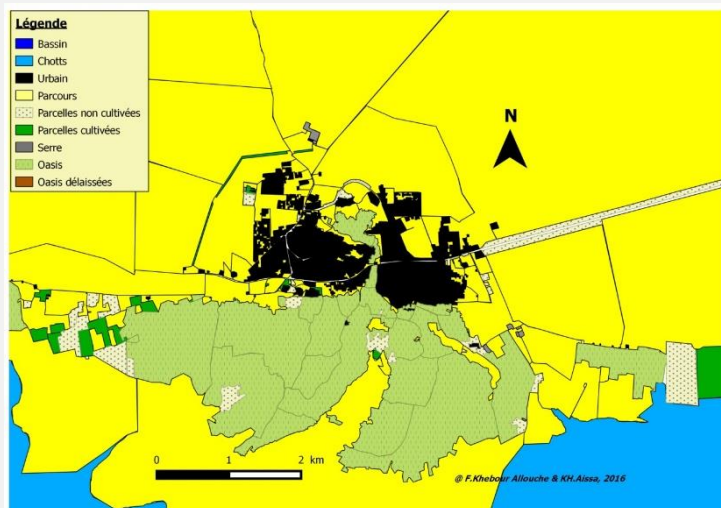 Légende
Bassin
Chotts
Urbain
Parcours
Parcelles non cultivées
Parcelles cultivées
Serre
Oasis
Oasis délaissées
N
0 1 2 km
@ F.Khebour Allouche & KH.Aissa, 2016